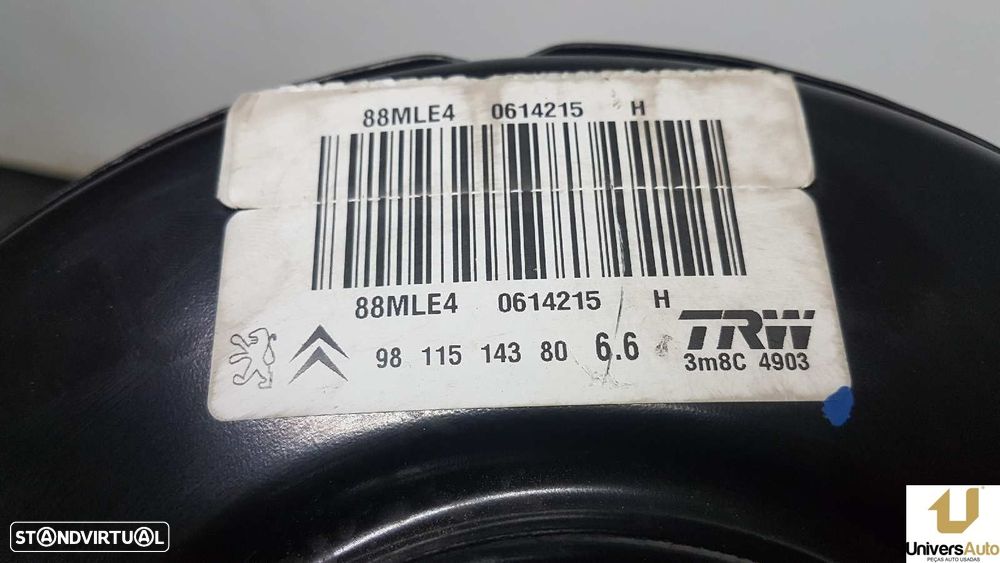 88MLE4 0614215 H
88MLE4 0614215 H
98 115 143 80 6.6
TRW
3m8C 4903
STANDVIRTUAL
UniversAuto
PEÇAS AUTO USADAS